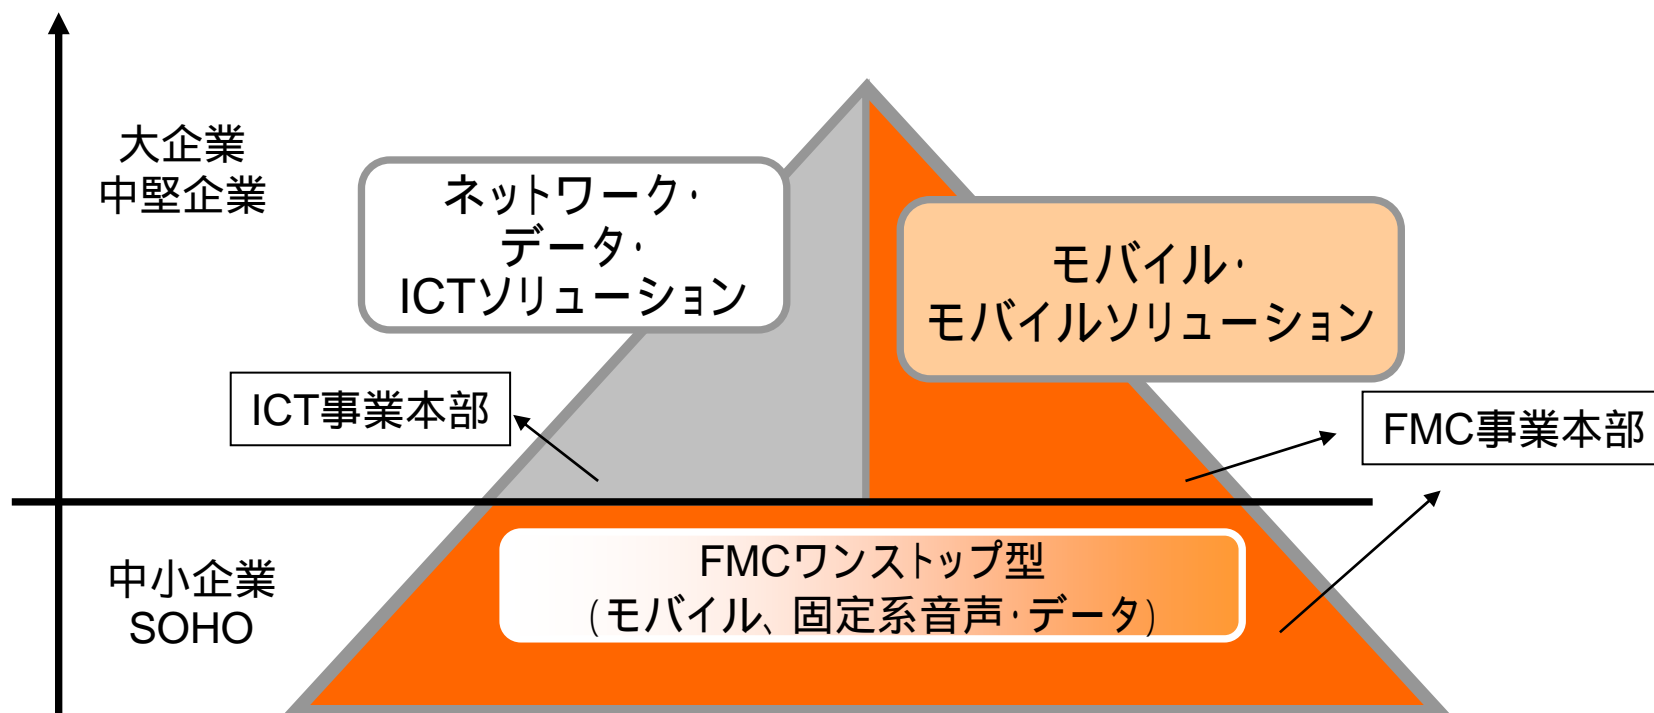 大企業
中堅企業
ネットワーク・
データ・
ICTソリューション
モバイル・
モバイルソリューション
ICT事業本部
FMC事業本部
中小企業
SOHO
FMCワンストップ型
(モバイル、固定系音声・データ)